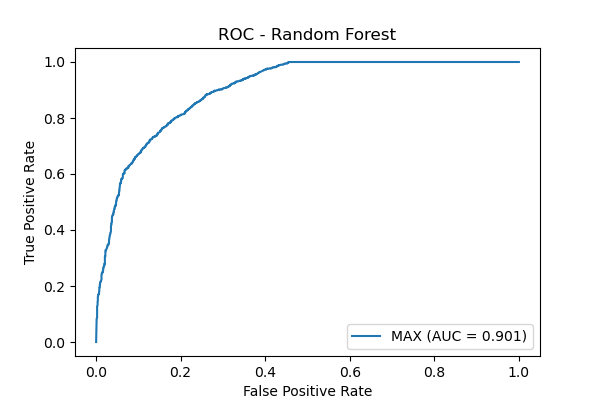 ROC - Random Forest
1.0
0.8
0.6
0.4
0.2
0.0
True Positive Rate
MAX (AUC = 0.901)
0.0 0.2 0.4 0.6 0.8 1.0
False Positive Rate